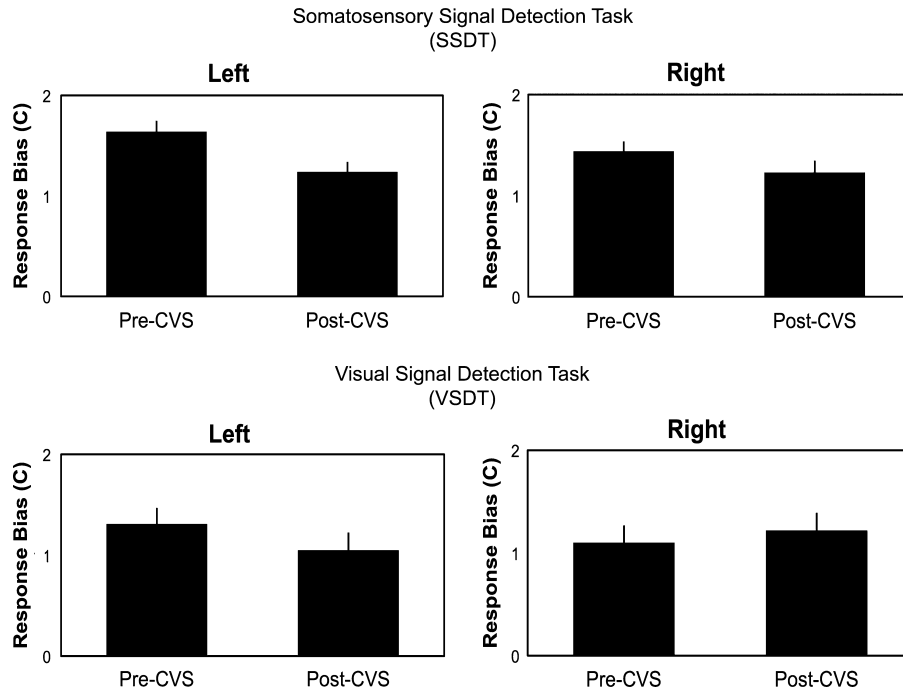 Somatosensory Signal Detection Task
(SSDT)
Left
Response Bias (C)
2
1
0
Pre-CVS
Post-CVS
Right
Response Bias (C)
2
1
0
Pre-CVS
Post-CVS
Visual Signal Detection Task
(VSDT)
Left
Response Bias (C)
2
1
0
Pre-CVS
Post-CVS
Right
Response Bias (C)
2
1
0
Pre-CVS
Post-CVS